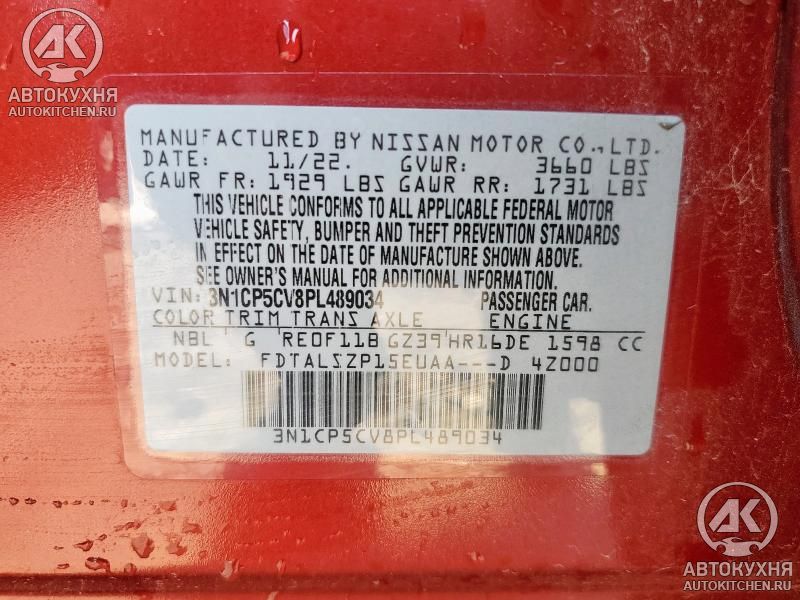 AK
АВТОКУХНЯ
AUTOKITCHEN.RU
MANUFACTURED BY NISSAN MOTOR CO., LTD.
DATE: 11/22. GVWR: 3660 LBS
GAWR FR: 1929 LBS GAWR RR: 1731 LBS
THIS VEHICLE CONFORMS TO ALL APPLICABLE FEDERAL MOTOR
VEHICLE SAFETY, BUMPER AND THEFT PREVENTION STANDARDS
IN EFFECT ON THE DATE OF MANUFACTURE SHOWN ABOVE.
SEE OWNER'S MANUAL FOR ADDITIONAL INFORMATION.
VIN: 3N1CP5CV8PL489034 PASSENGER CAR.
COLOR TRIM TRANS AXLE ENGINE
NBL G RE0F11B GZ39 HR16DE 1598 CC
MODEL: FDTALSZP15EUAA---D 4Z000
3N1CP5CV8PL489034
AK
АВТОКУХНЯ
AUTOKITCHEN.RU